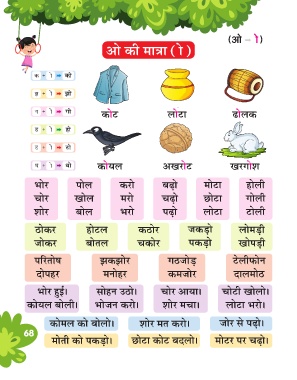 (ओ – ो)
ओ की मात्रा ( ो )
कोट लोटा ढोलक
कोयल अखरोट खरगोश
भोर पोल करो बढ़ो मोटा होली
चोर खोल मरो चढ़ो छोटा गोली
शोर बोल भरो पढ़ो लोटा टोली
ठोकर होटल कठोर जकड़ो लोमड़ी
जोकर बोतल चकोर पकड़ो खोपड़ी
परितोष झकझोर गठजोड़ टेलीफोन
दोपहर मनोहर कमजोर दालमोठ
भोर हुई। सोहन उठो। चोर आया। चोटी खोलो।
कोयल बोली। भोजन करो। शोर मचा। लोटा भरो।
कोमल को बोलो। शोर मत करो। जोर से पढ़ो।
मोती को पकड़ो। छोटा कोट बदलो। मोटर पर चढ़ो।
68